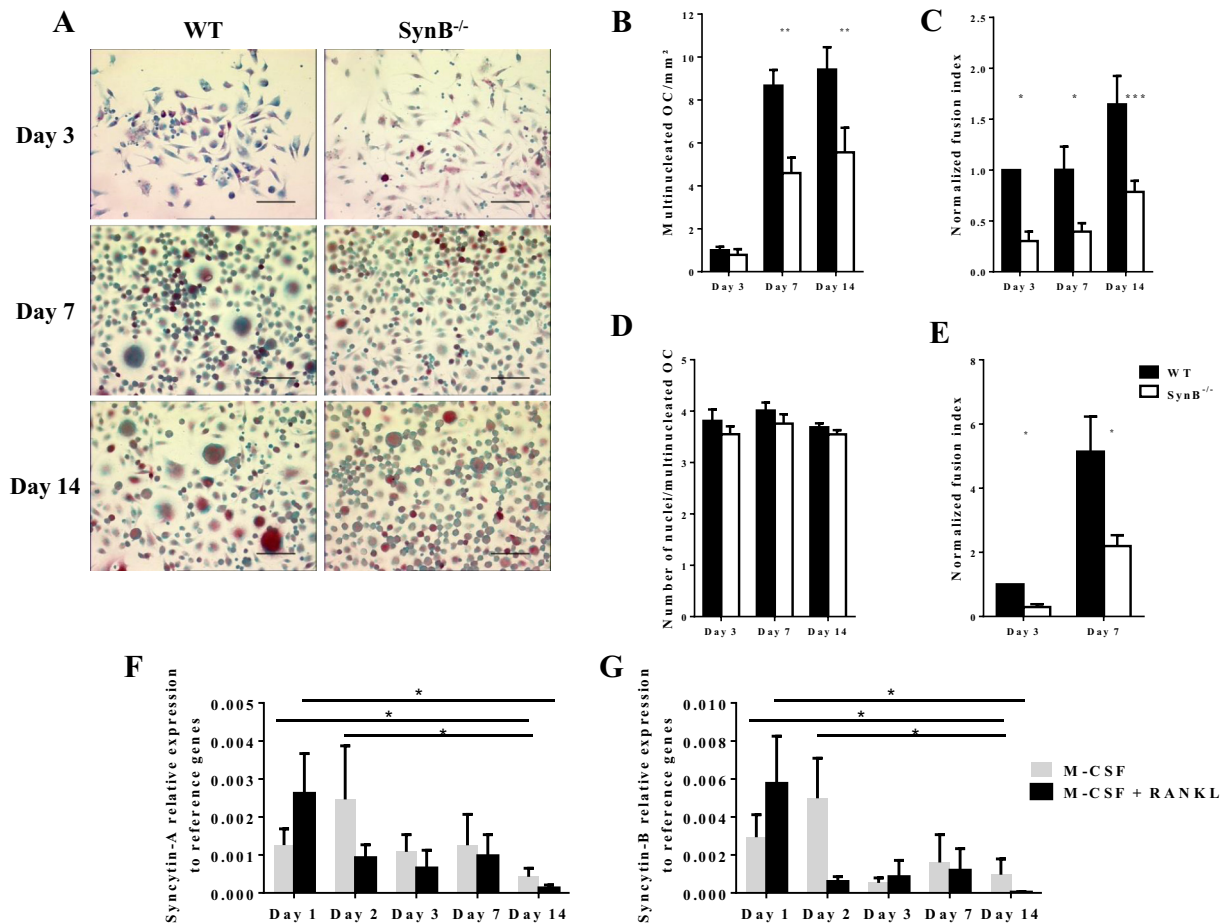 A
WT
SynB-/-
Day 3
Day 7
Day 14
B
Multinucleated OC/mm²
12
10
8
6
4
2
0
Day 3 Day 7 Day 14
** **
C
Normalized fusion index
2.5
2.0
1.5
1.0
0.5
0.0
Day 3 Day 7 Day 14
* * ***
D
Number of nuclei/multinucleated OC
5
4
3
2
1
0
Day 3 Day 7 Day 14
E
Normalized fusion index
8
6
4
2
0
Day 3 Day 7
* *
WT
SynB-/-
F
Syncytin-A relative expression
to reference genes
0.005
0.004
0.003
0.002
0.001
0.000
Day 1 Day 2 Day 3 Day 7 Day 14
*
*
*
G
Syncytin-B relative expression
to reference genes
0.010
0.008
0.006
0.004
0.002
0.000
Day 1 Day 2 Day 3 Day 7 Day 14
*
*
*
M-CSF
M-CSF + RANKL